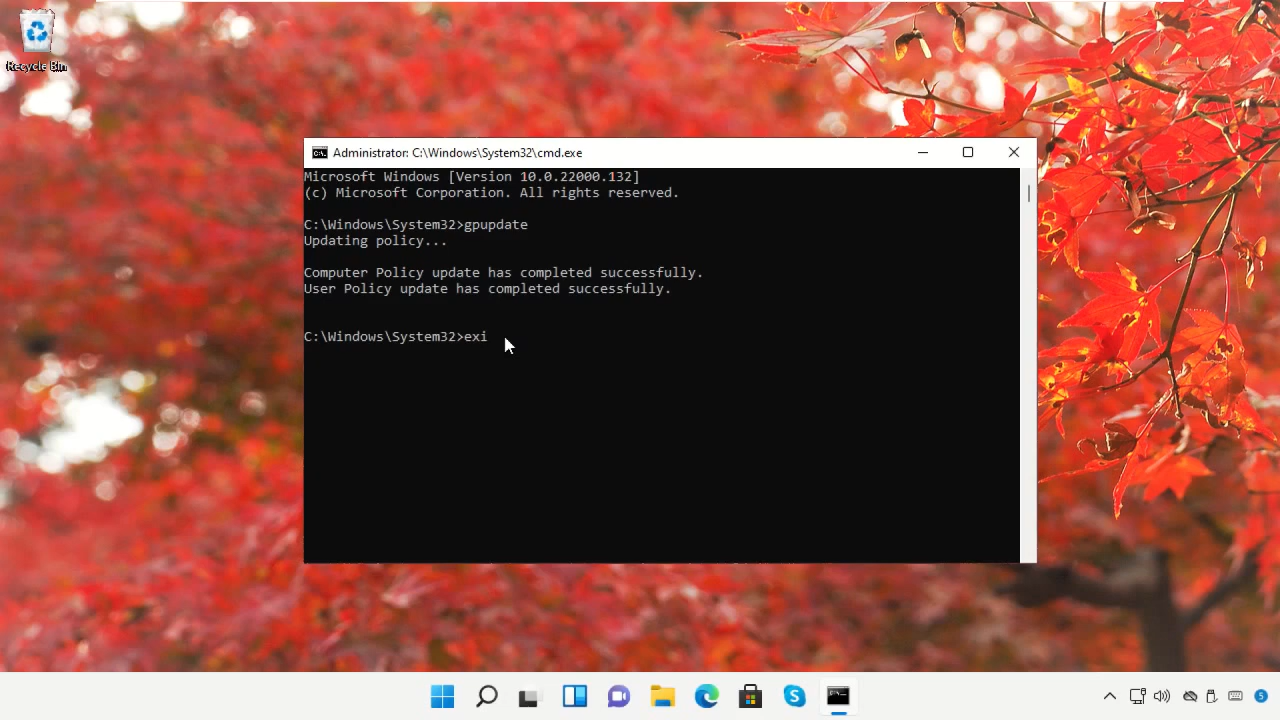 Recycle Bin
Administrator: C:\Windows\System32\cmd.exe
Microsoft Windows [Version 10.0.22000.132]
(c) Microsoft Corporation. All rights reserved.
C:\Windows\System32>gpupdate
Updating policy...
Computer Policy update has completed successfully.
User Policy update has completed successfully.
C:\Windows\System32>exi
5